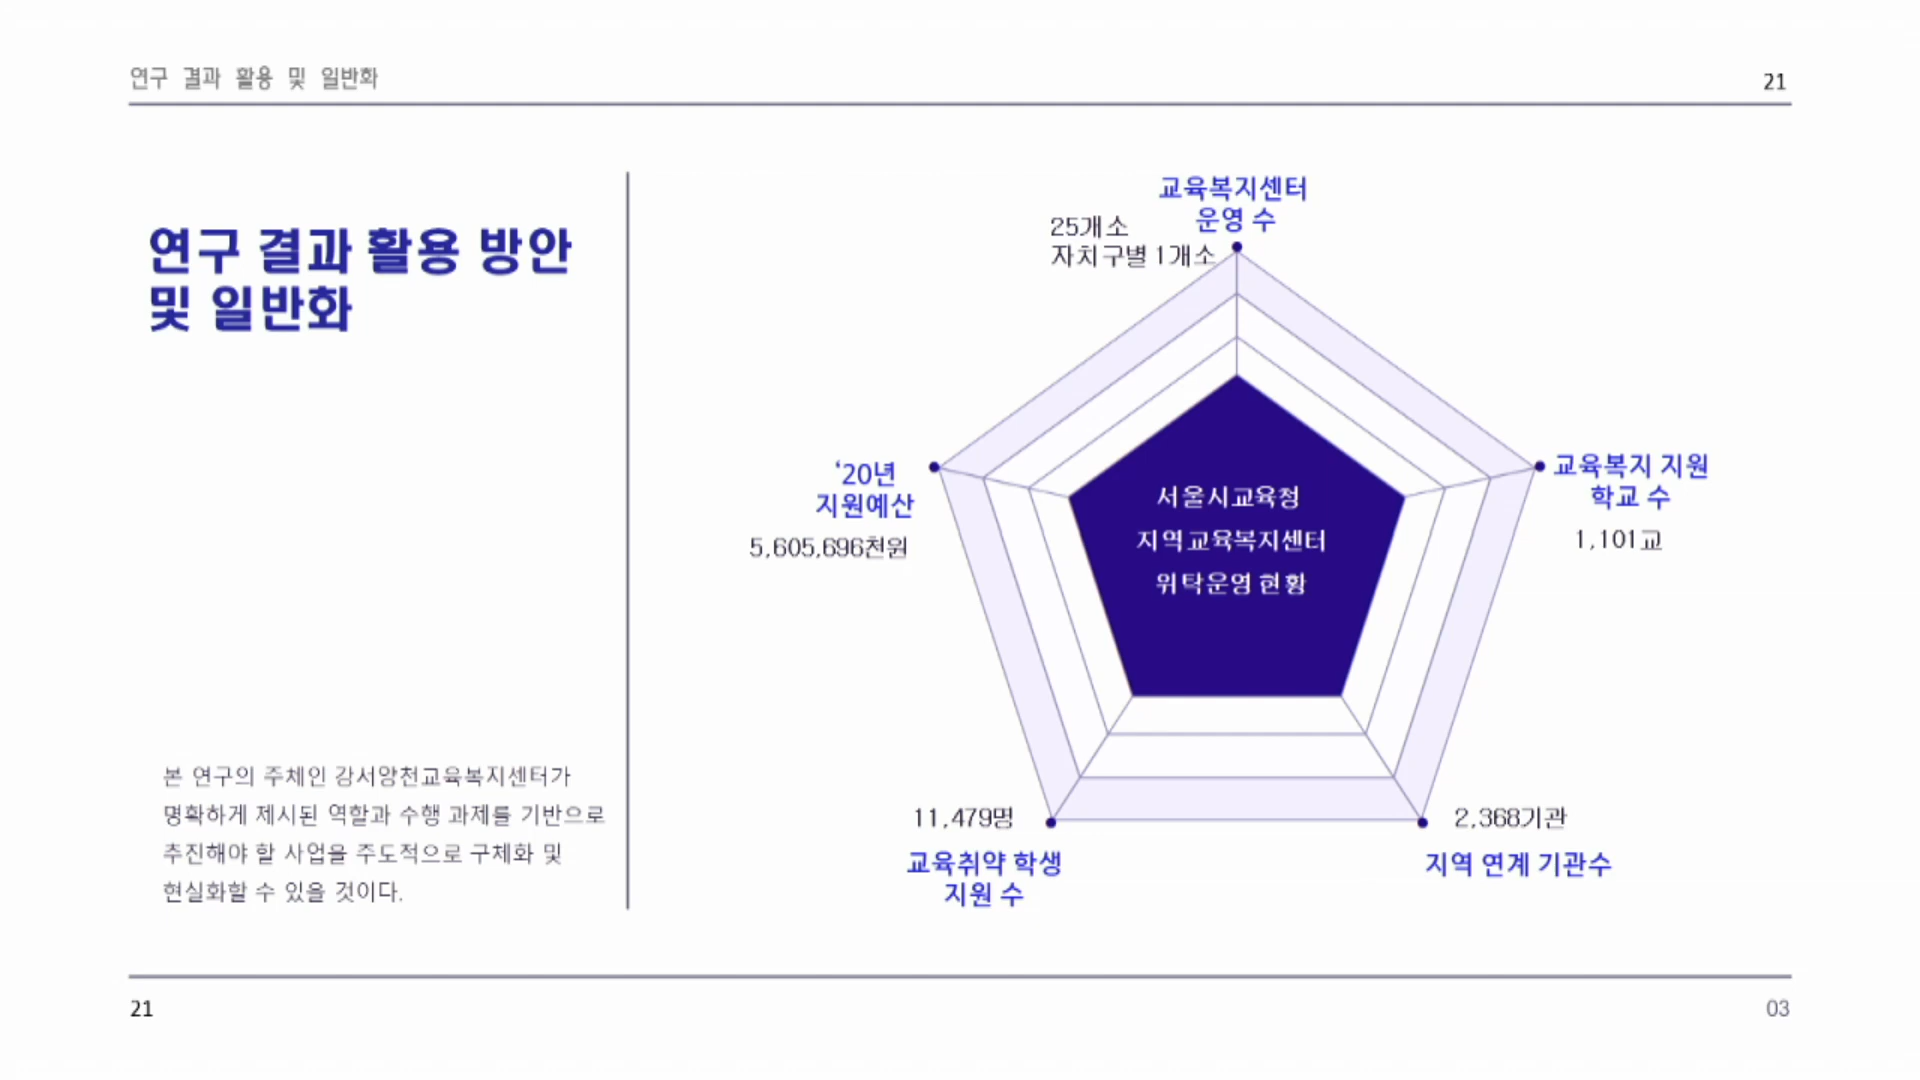 연구 결과 활용 및 일반화
21
연구 결과 활용 방안
및 일반화
본 연구의 주체인 강서양천교육복지센터가
명확하게 제시된 역할과 수행 과제를 기반으로
추진해야 할 사업을 주도적으로 구체화 및
현실화할 수 있을 것이다.
교육복지센터
운영 수
25개소
자치구별 1개소
교육복지 지원
학교 수
1,101교
2,368기관
지역 연계 기관수
11,479명
교육취약 학생
지원 수
‘20년
지원예산
5,605,696천원
서울시교육청
지역교육복지센터
위탁운영 현황
21
03